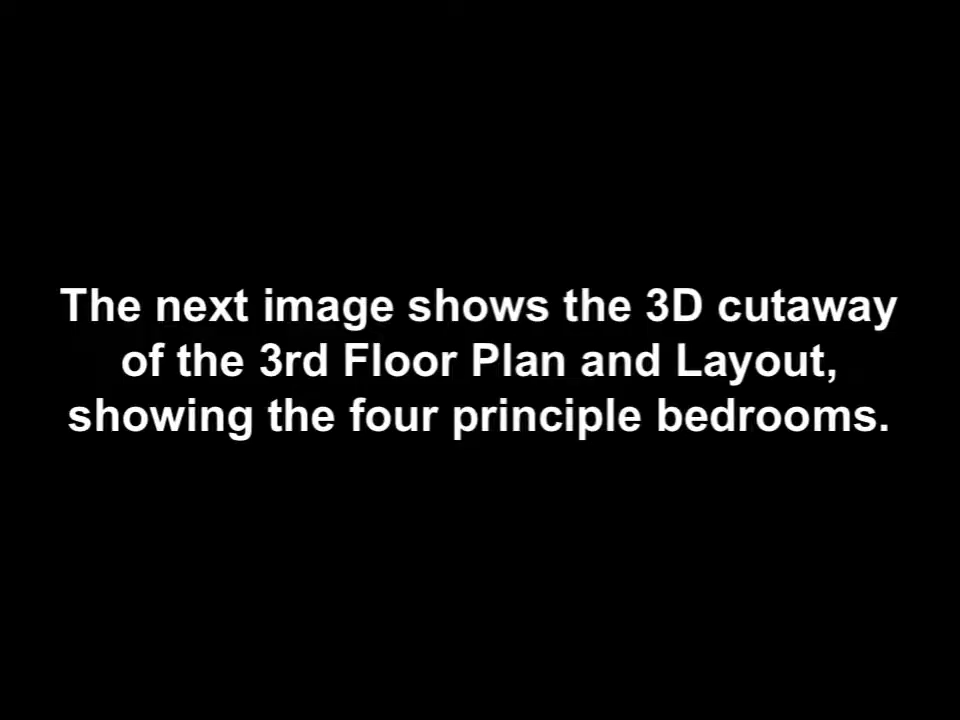 The next image shows the 3D cutaway
of the 3rd Floor Plan and Layout,
showing the four principle bedrooms.